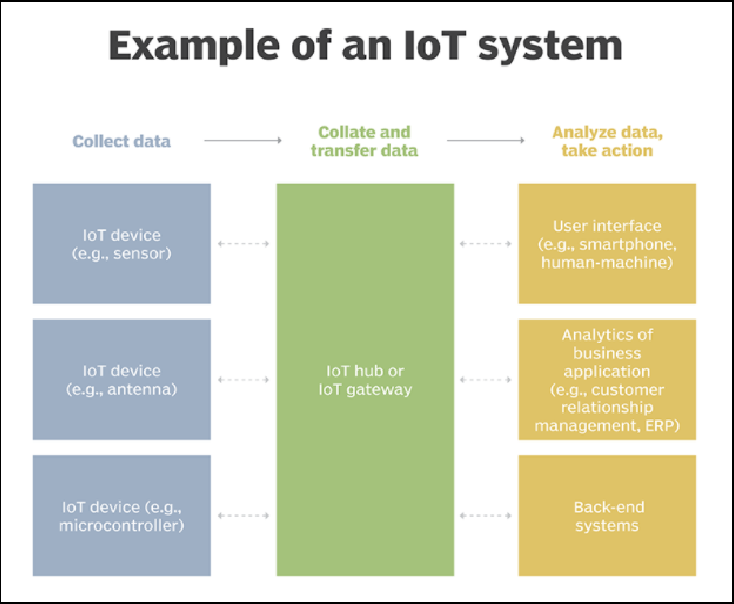 Example of an IoT system
Collect data
Collate and
transfer data
Analyze data,
take action
IoT device
(e.g., sensor)
IoT device
(e.g., antenna)
IoT device (e.g.,
microcontroller)
IoT hub or
IoT gateway
User interface
(e.g., smartphone,
human-machine)
Analytics of
business
application
(e.g., customer
relationship
management, ERP)
Back-end
systems